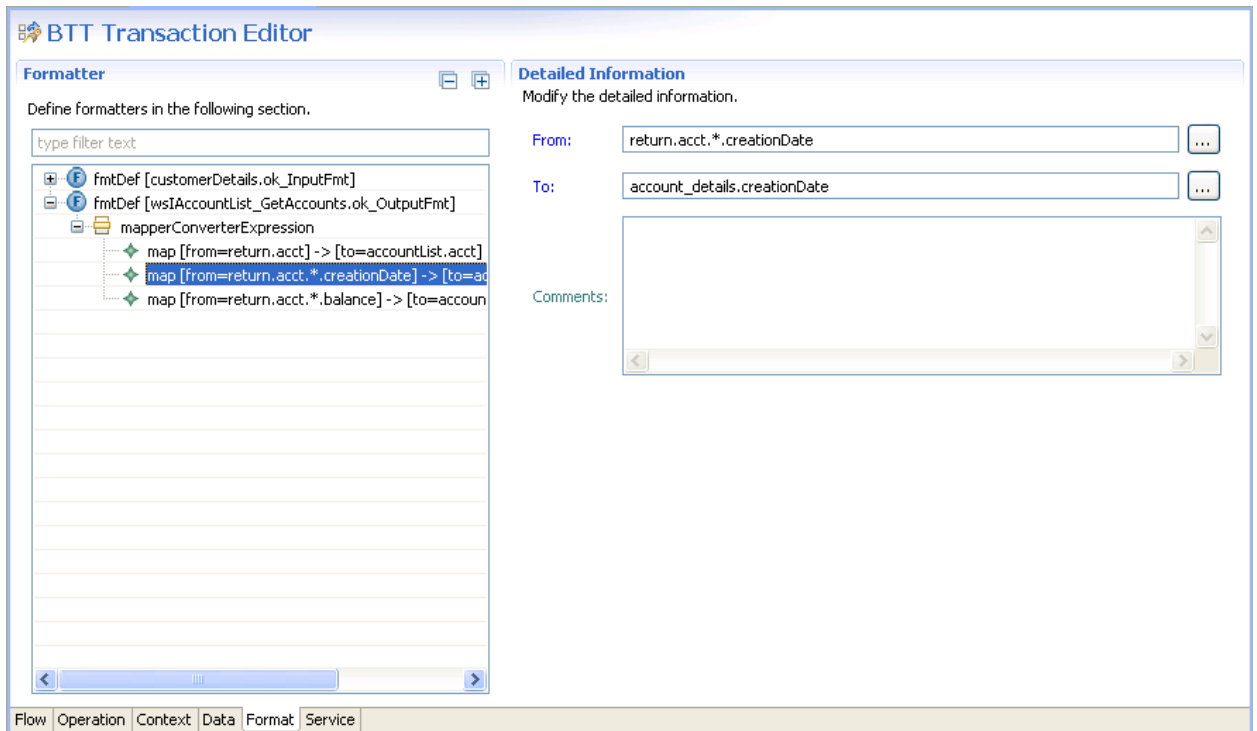 BTT Transaction Editor
Formatter
Define formatters in the following section.
type filter text
fmtDef [customerDetails.ok_InputFmt]
fmtDef [wsIAccountList_GetAccounts.ok_OutputFmt]
mapperConverterExpression
map [from=return.acct] -> [to=accountList.acct]
map [from=return.acct.*.creationDate] -> [to=ac
map [from=return.acct.*.balance] -> [to=accoun
Detailed Information
Modify the detailed information.
From: return.acct.*.creationDate ...
To: account_details.creationDate ...
Comments:
Flow Operation Context Data Format Service